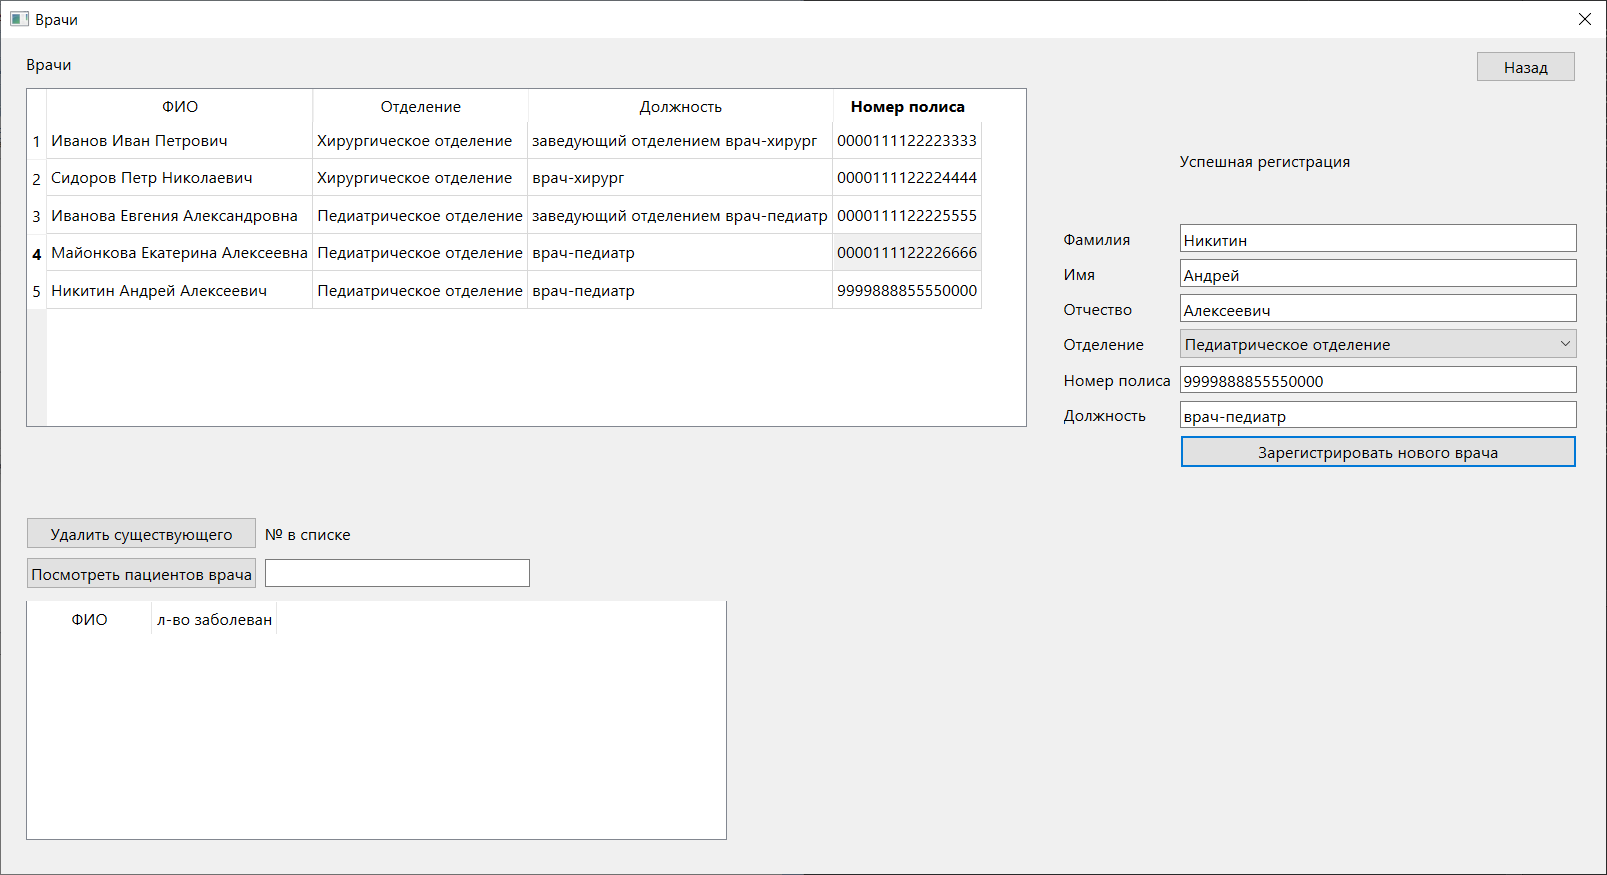 Врачи
Врачи
Назад
ФИО Отделение Должность Номер полиса
1 Иванов Иван Петрович Хирургическое отделение заведующий отделением врач-хирург 0000111122223333
2 Сидоров Петр Николаевич Хирургическое отделение врач-хирург 0000111122224444
3 Иванова Евгения Александровна Педиатрическое отделение заведующий отделением врач-педиатр 0000111122225555
4 Майонкова Екатерина Алексеевна Педиатрическое отделение врач-педиатр 0000111122226666
5 Никитин Андрей Алексеевич Педиатрическое отделение врач-педиатр 9999888855550000
Успешная регистрация
Фамилия Никитин
Имя Андрей
Отчество Алексеевич
Отделение Педиатрическое отделение
Номер полиса 9999888855550000
Должность врач-педиатр
Зарегистрировать нового врача
Удалить существующего № в списке
Посмотреть пациентов врача
ФИО л-во заболеван